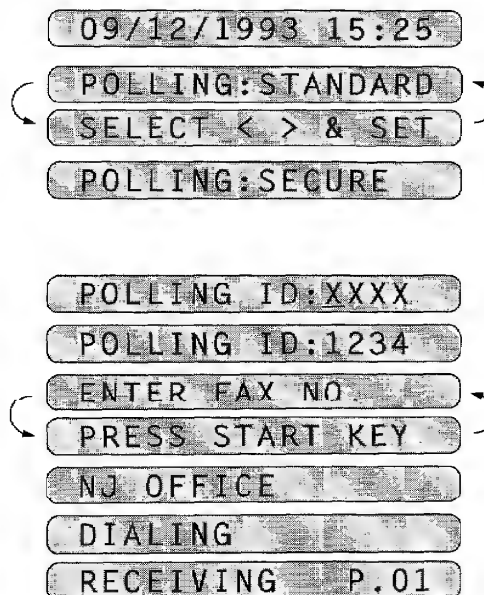 09/12/1993 15:25
POLLING:STANDARD
SELECT < > & SET
POLLING:SECURE
POLLING ID:XXXX
POLLING ID:1234
ENTER FAX NO
PRESS START KEY
NJ OFFICE
DIALING
RECEIVING P.01